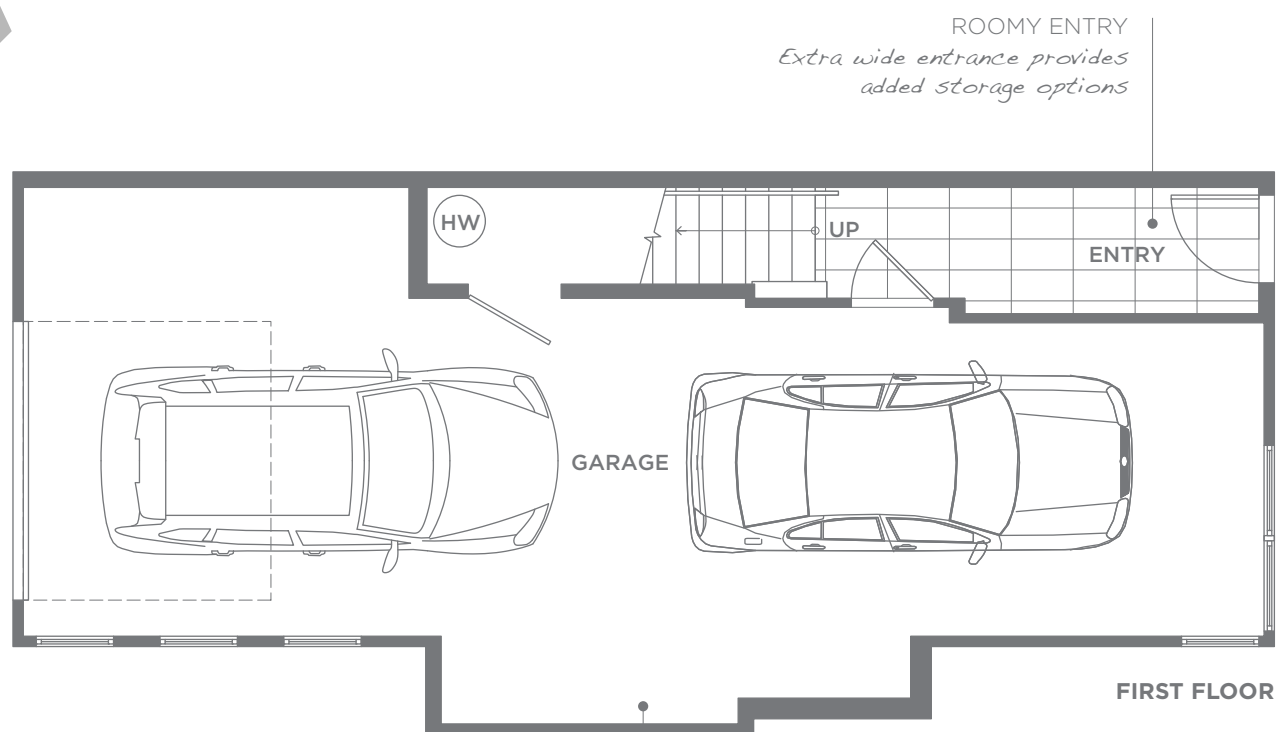 ROOMY ENTRY
Extra wide entrance provides
added storage options
HW
UP
ENTRY
GARAGE
FIRST FLOOR